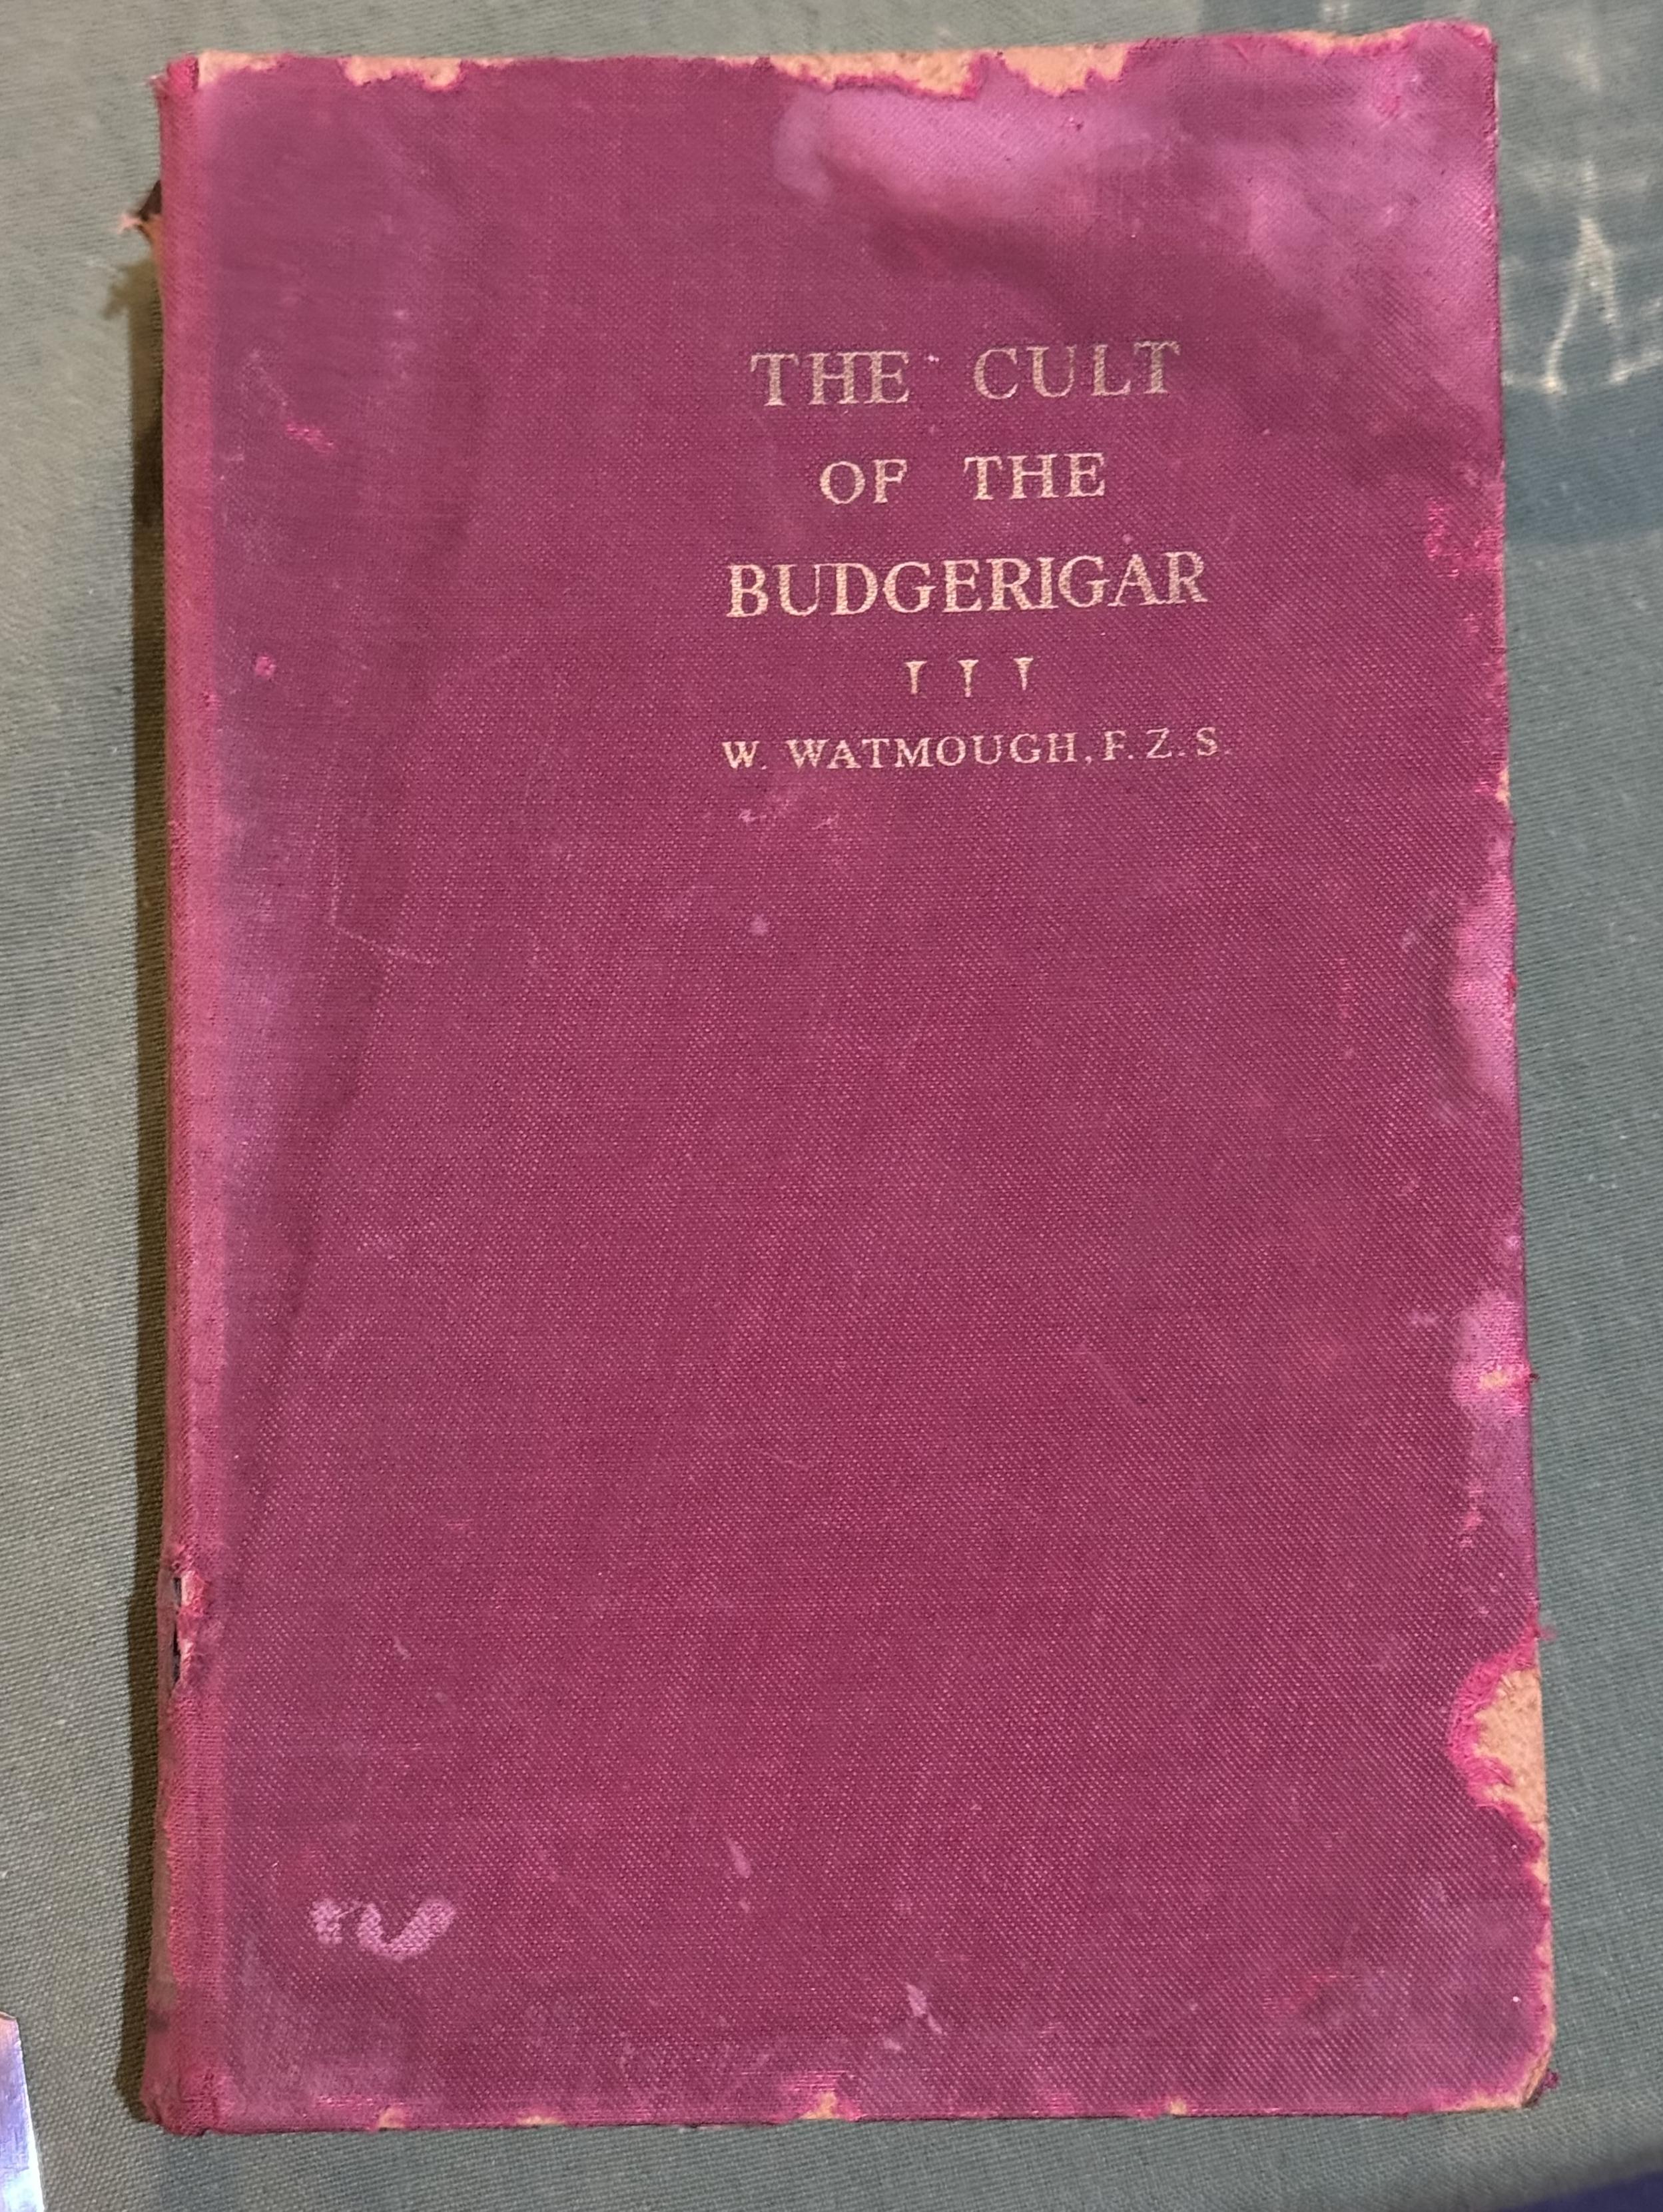 THE CULT
OF THE
BUDGERIGAR
W. WATMOUGH, F. Z. S.